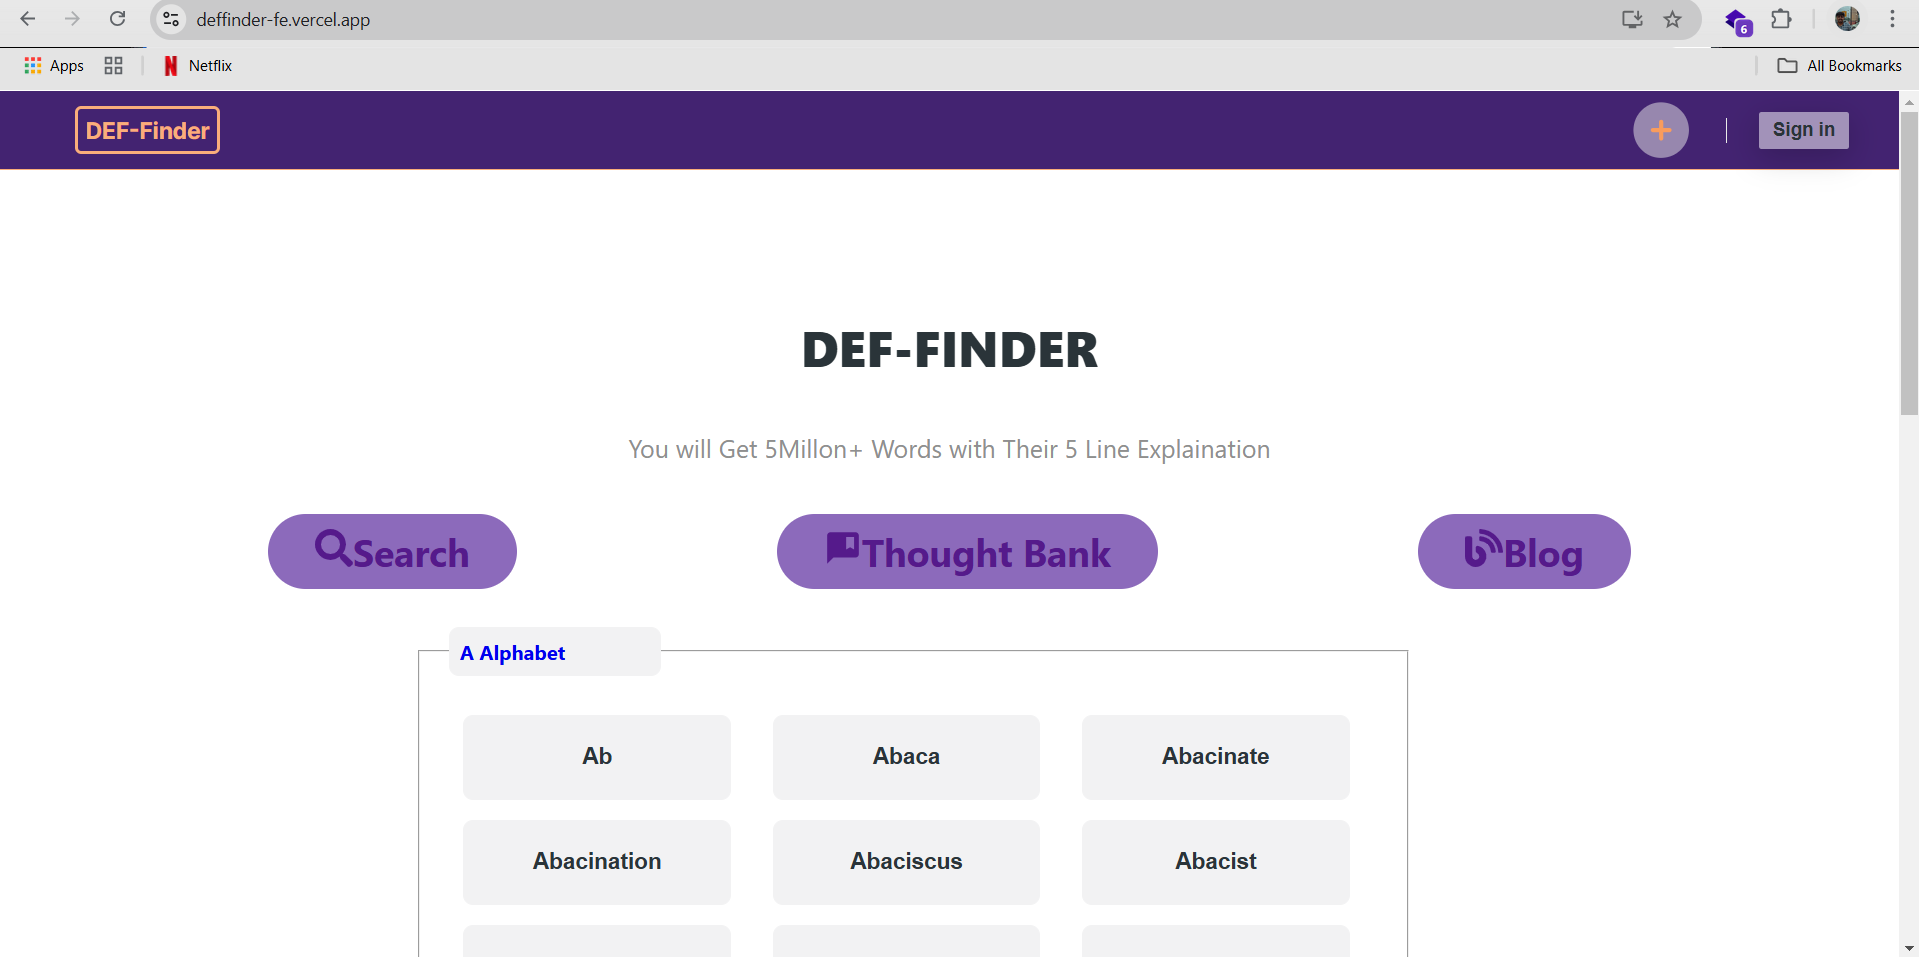 deffinder-fe.vercel.app
6
Apps
Netflix
All Bookmarks
DEF-Finder
+
Sign in
DEF-FINDER
You will Get 5Millon+ Words with Their 5 Line Explaination
Search
Thought Bank
Blog
A Alphabet
Ab
Abaca
Abacinate
Abacination
Abaciscus
Abacist